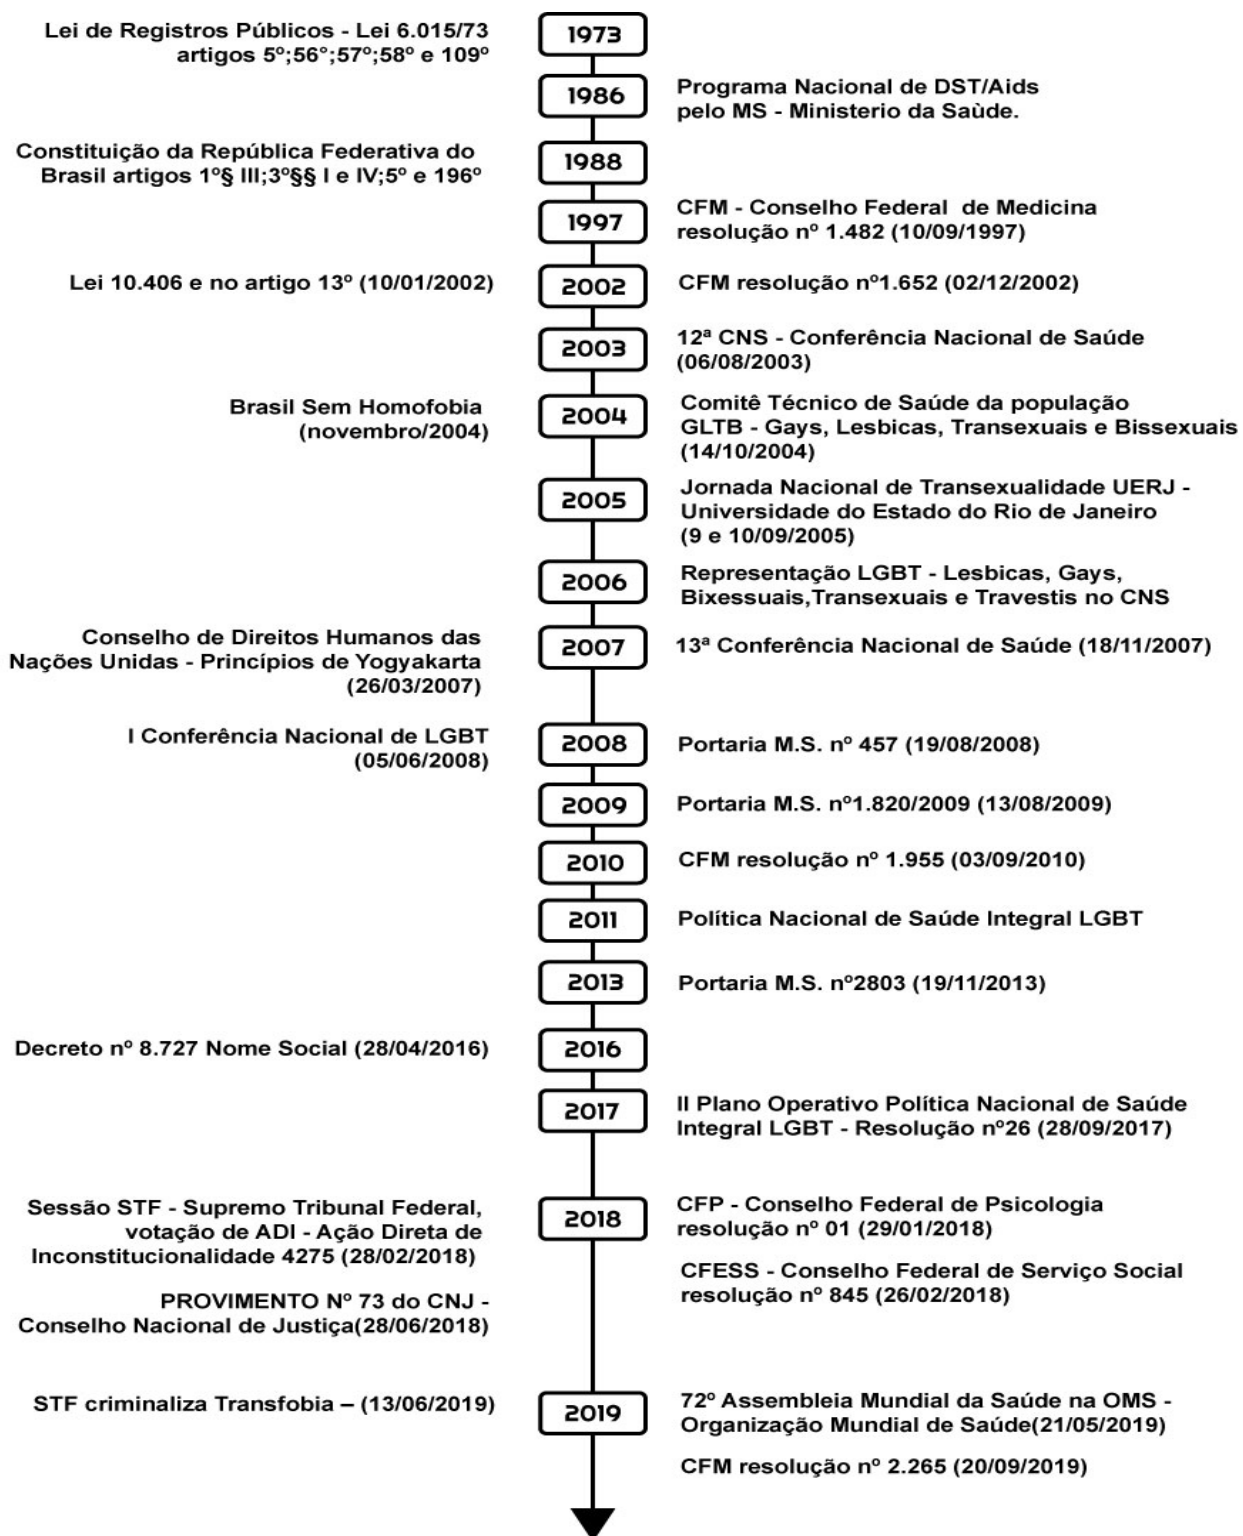 Lei de Registros Públicos - Lei 6.015/73
artigos 5º;56°;57º;58º e 109º
1973
1986
Programa Nacional de DST/Aids
pelo MS - Ministerio da Saùde.
Constituição da República Federativa do
Brasil artigos 1º§ III;3º§§ I e IV;5º e 196º
1988
1997
CFM - Conselho Federal  de Medicina
resolução nº 1.482 (10/09/1997)
Lei 10.406 e no artigo 13º (10/01/2002)
2002
CFM resolução nº1.652 (02/12/2002)
2003
12ª CNS - Conferência Nacional de Saúde
(06/08/2003)
Brasil Sem Homofobia
(novembro/2004)
2004
Comitê Técnico de Saúde da população
GLTB - Gays, Lesbicas, Transexuais e Bissexuais
(14/10/2004)
2005
Jornada Nacional de Transexualidade UERJ -
Universidade do Estado do Rio de Janeiro
(9 e 10/09/2005)
2006
Representação LGBT - Lesbicas, Gays,
Bixessuais,Transexuais e Travestis no CNS
Conselho de Direitos Humanos das
Nações Unidas - Princípios de Yogyakarta
(26/03/2007)
2007
13ª Conferência Nacional de Saúde (18/11/2007)
I Conferência Nacional de LGBT
(05/06/2008)
2008
Portaria M.S. nº 457 (19/08/2008)
2009
Portaria M.S. nº1.820/2009 (13/08/2009)
2010
CFM resolução nº 1.955 (03/09/2010)
2011
Política Nacional de Saúde Integral LGBT
2013
Portaria M.S. nº2803 (19/11/2013)
Decreto nº 8.727 Nome Social (28/04/2016)
2016
2017
II Plano Operativo Política Nacional de Saúde
Integral LGBT - Resolução nº26 (28/09/2017)
Sessão STF - Supremo Tribunal Federal,
votação de ADI - Ação Direta de
Inconstitucionalidade 4275 (28/02/2018)
PROVIMENTO Nº 73 do CNJ -
Conselho Nacional de Justiça(28/06/2018)
2018
CFP - Conselho Federal de Psicologia
resolução nº 01 (29/01/2018)
CFESS - Conselho Federal de Serviço Social
resolução nº 845 (26/02/2018)
STF criminaliza Transfobia – (13/06/2019)
2019
72º Assembleia Mundial da Saúde na OMS -
Organização Mundial de Saúde(21/05/2019)
CFM resolução nº 2.265 (20/09/2019)